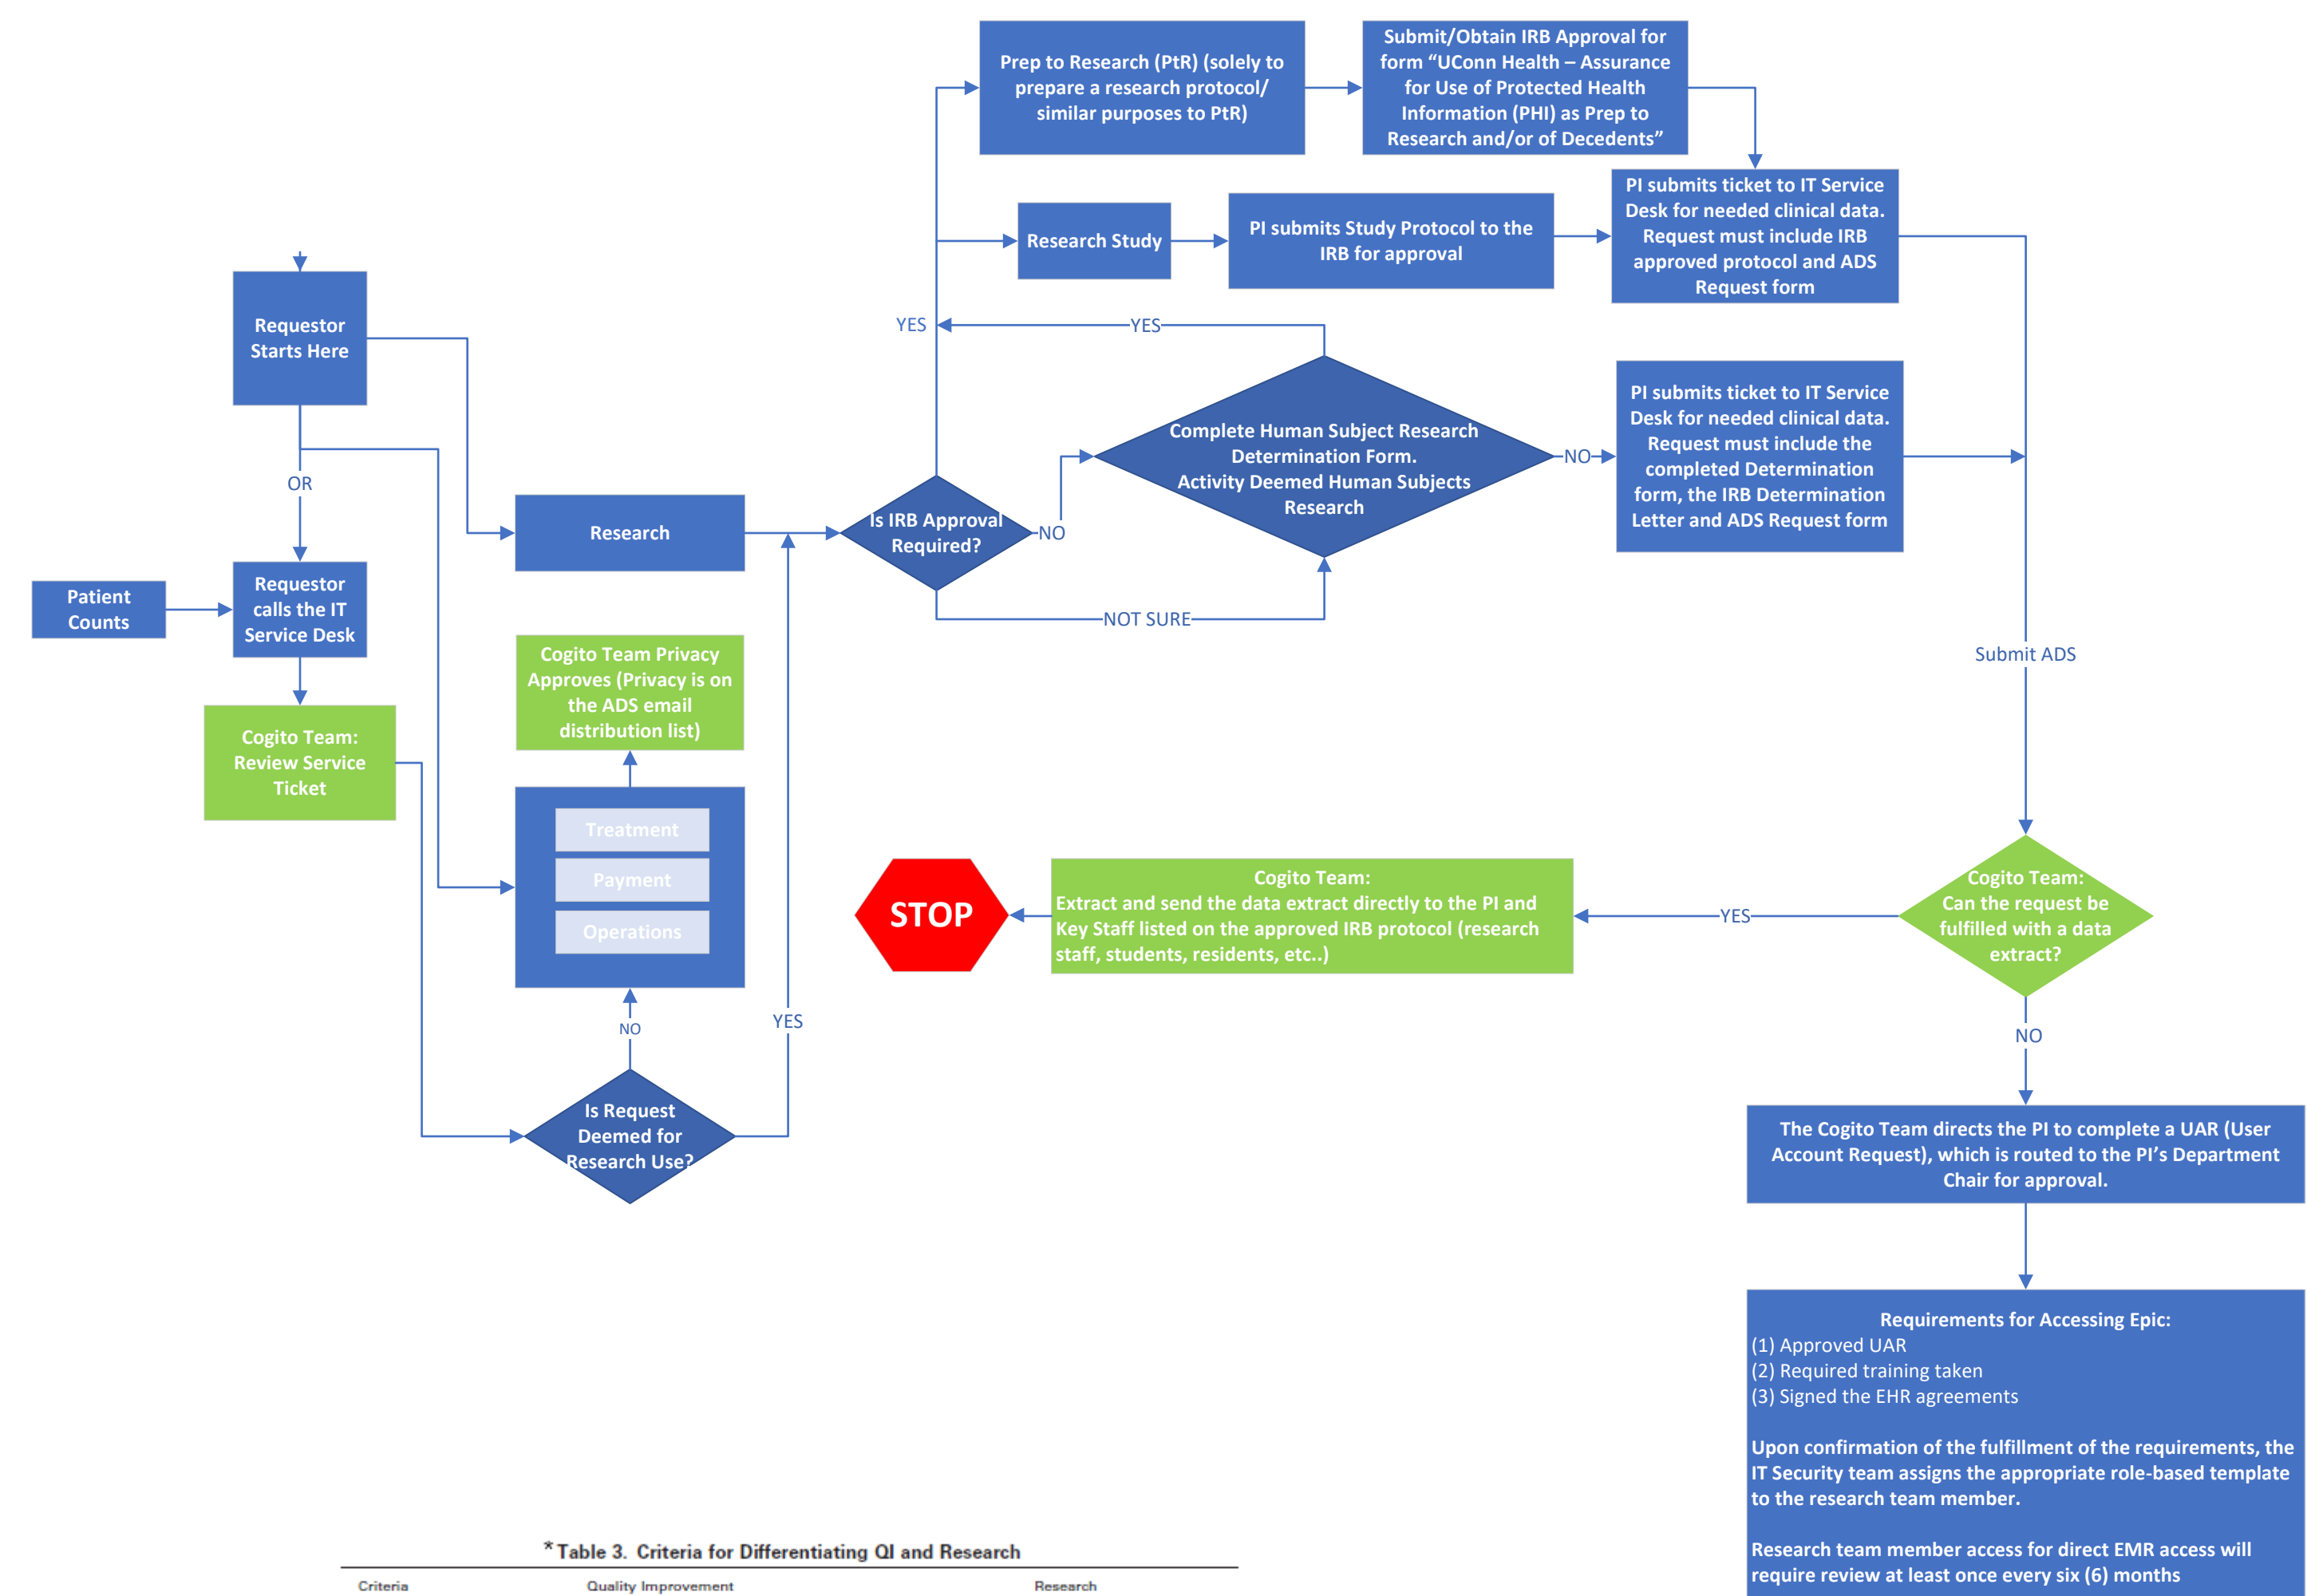 Prep to Research (PtR) (solely to
prepare a research protocol/
similar purposes to PtR)
Submit/Obtain IRB Approval for
form “UConn Health – Assurance
for Use of Protected Health
Information (PHI) as Prep to
Research and/or of Decedents”
Research Study
PI submits Study Protocol to the
IRB for approval
PI submits ticket to IT Service
Desk for needed clinical data.
Request must include IRB
approved protocol and ADS
Request form
Requestor
Starts Here
YES
YES
Complete Human Subject Research
Determination Form.
Activity Deemed Human Subjects
Research
NO
PI submits ticket to IT Service
Desk for needed clinical data.
Request must include the
completed Determination
form, the IRB Determination
Letter and ADS Request form
OR
Research
Is IRB Approval
Required?
NO
NOT SURE
Patient
Counts
Requestor
calls the IT
Service Desk
Cogito Team Privacy
Approves (Privacy is on
the ADS email
distribution list)
Submit ADS
Cogito Team:
Review Service
Ticket
Treatment
Payment
Operations
STOP
Cogito Team:
Extract and send the data extract directly to the PI and
Key Staff listed on the approved IRB protocol (research
staff, students, residents, etc..)
YES
Cogito Team:
Can the request be
fulfilled with a data
extract?
NO
YES
NO
Is Request
Deemed for
Research Use?
The Cogito Team directs the PI to complete a UAR (User
Account Request), which is routed to the PI’s Department
Chair for approval.
Requirements for Accessing Epic:
(1) Approved UAR
(2) Required training taken
(3) Signed the EHR agreements
Upon confirmation of the fulfillment of the requirements, the
IT Security team assigns the appropriate role-based template
to the research team member.
Research team member access for direct EMR access will
require review at least once every six (6) months
*Table 3. Criteria for Differentiating QI and Research
Criteria Quality Improvement Research